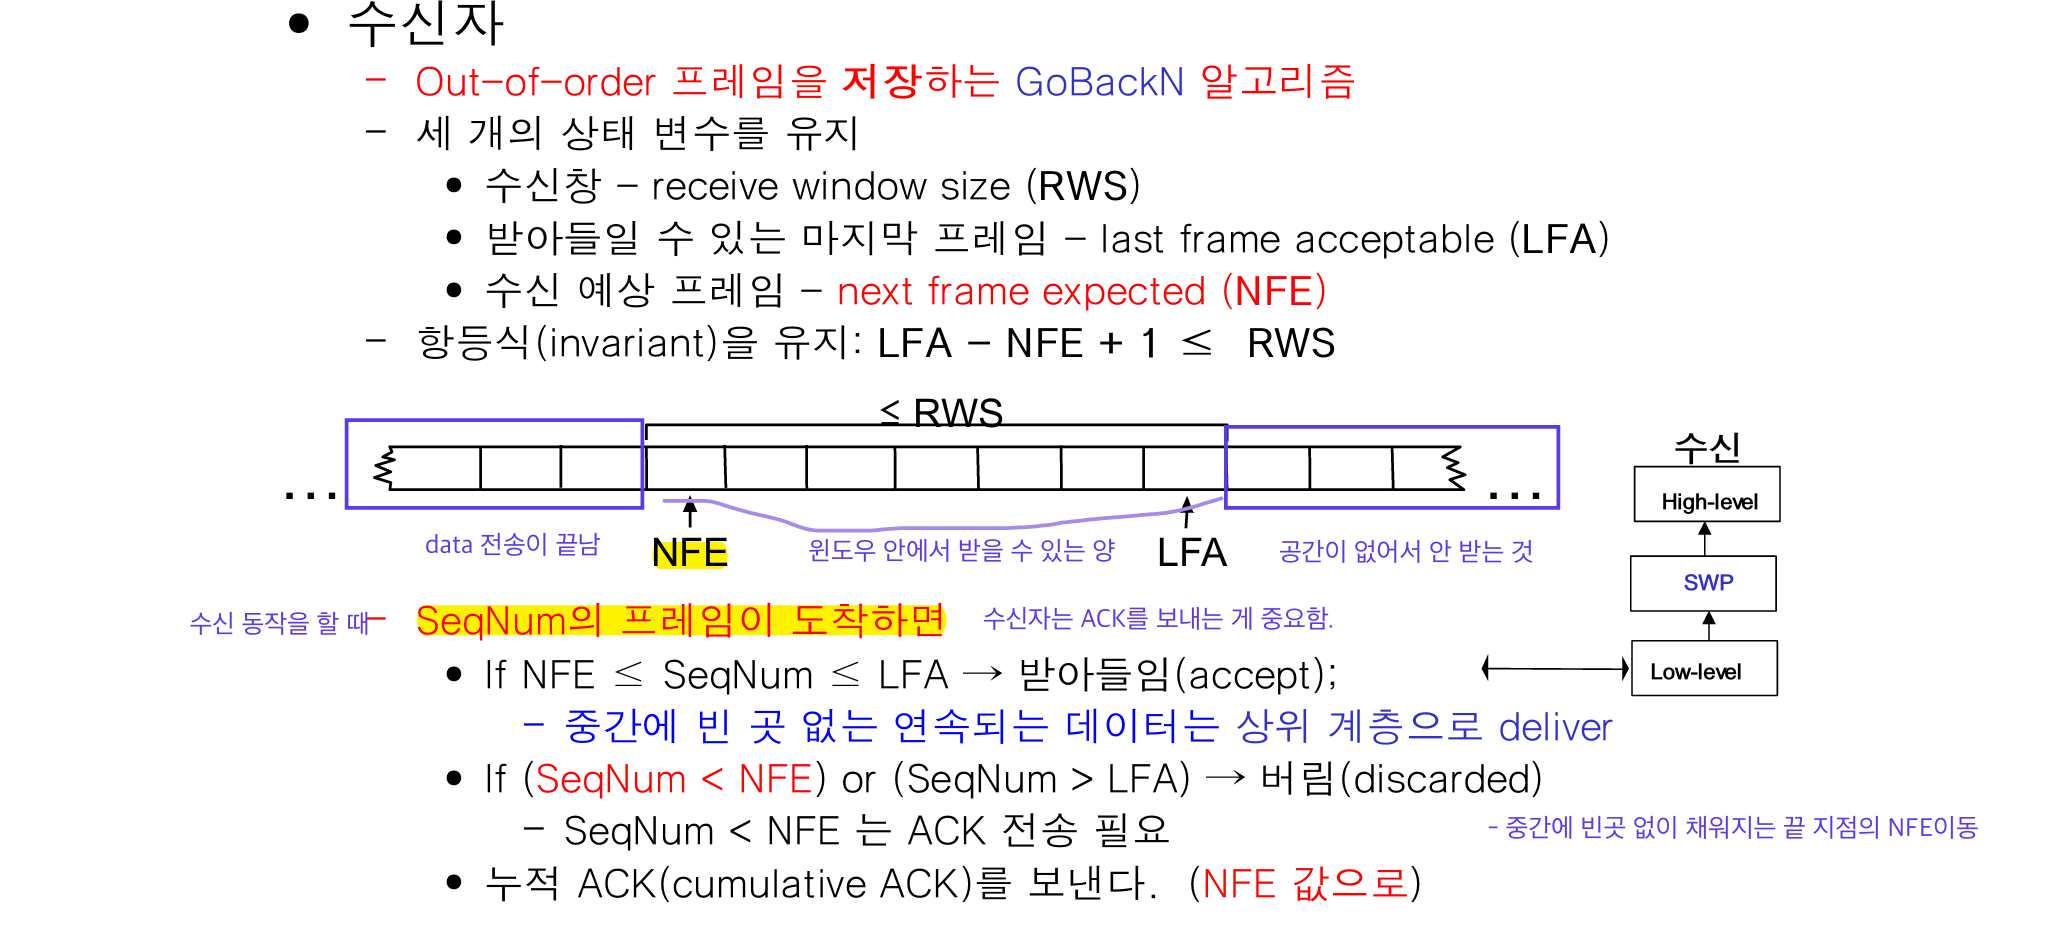 • 수신자
– Out-of-order 프레임을 저장하는 GoBackN 알고리즘
– 세 개의 상태 변수를 유지
• 수신창 – receive window size (RWS)
• 받아들일 수 있는 마지막 프레임 – last frame acceptable (LFA)
• 수신 예상 프레임 – next frame expected (NFE)
– 항등식(invariant)을 유지: LFA – NFE + 1 ≤ RWS
≤ RWS
... ...
data 전송이 끝남
NFE
윈도우 안에서 받을 수 있는 양
LFA
공간이 없어서 안 받는 것
수신
High-level
SWP
Low-level
수신 동작을 할 때
– SeqNum의 프레임이 도착하면
수신자는 ACK를 보내는 게 중요함.
• If NFE ≤ SeqNum ≤ LFA → 받아들임(accept);
– 중간에 빈 곳 없는 연속되는 데이터는 상위 계층으로 deliver
• If (SeqNum < NFE) or (SeqNum > LFA) → 버림(discarded)
– SeqNum < NFE 는 ACK 전송 필요
- 중간에 빈곳 없이 채워지는 끝 지점의 NFE이동
• 누적 ACK(cumulative ACK)를 보낸다. (NFE 값으로)